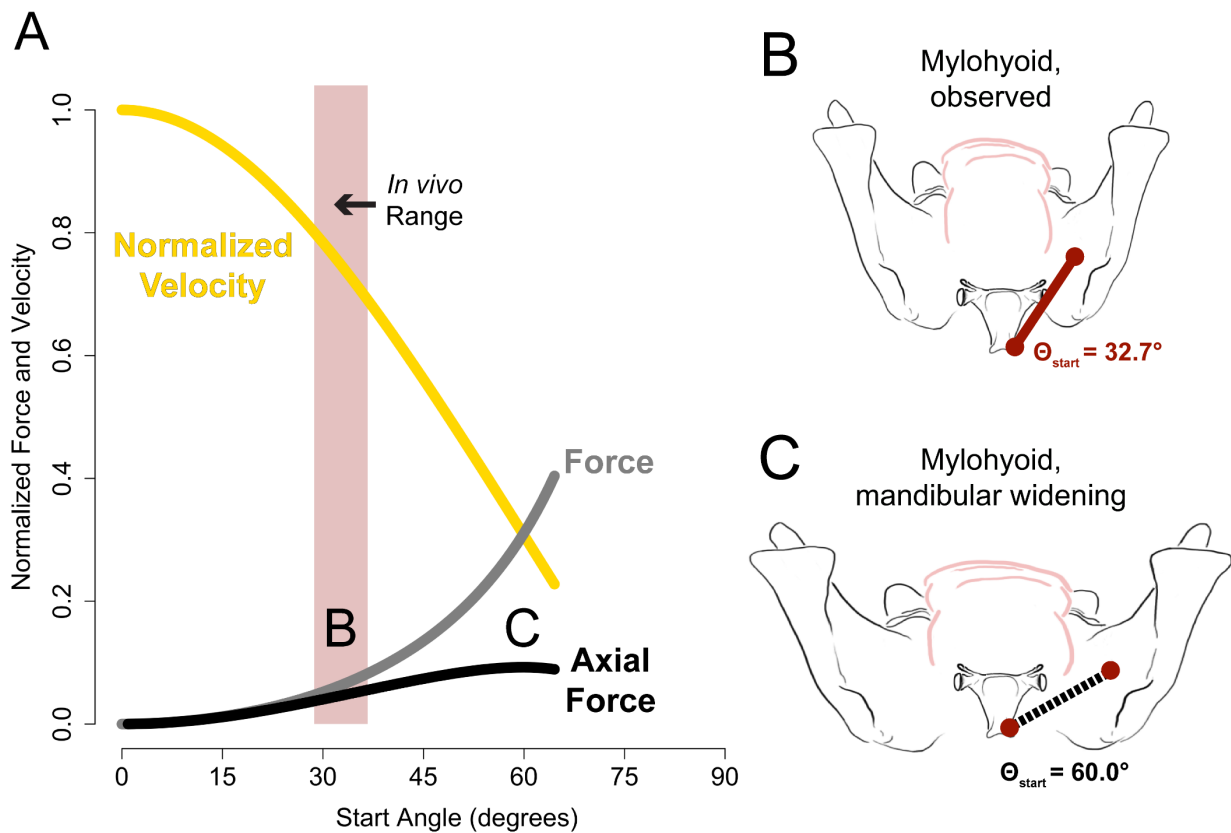 A
Normalized Force and Velocity
1.0
0.8
0.6
0.4
0.2
0.0
In vivo
Range
Normalized
Velocity
Force
B
C
Axial
Force
0
15
30
45
60
75
90
Start Angle (degrees)
B
Mylohyoid,
observed
Θstart = 32.7°
C
Mylohyoid,
mandibular widening
Θstart = 60.0°